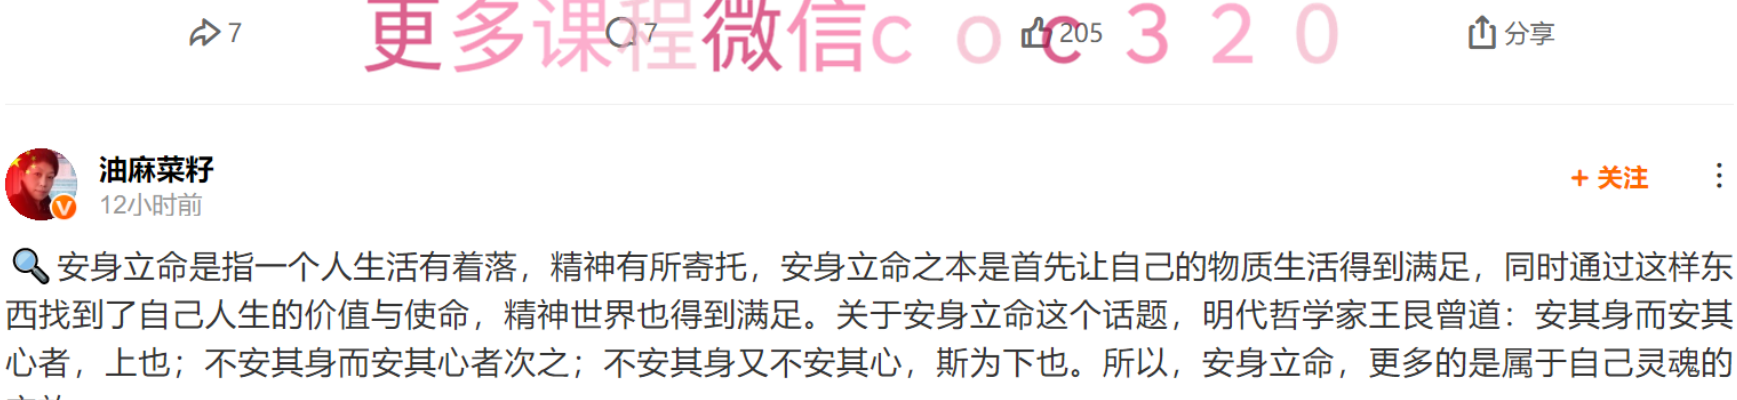 7 7 205 分享
更多课程微信coc320
油麻菜籽
12小时前
+ 关注
安身立命是指一个人生活有着落，精神有所寄托，安身立命之本是首先让自己的物质生活得到满足，同时通过这样东
西找到了自己人生的价值与使命，精神世界也得到满足。关于安身立命这个话题，明代哲学家王艮曾道：安其身而安其
心者，上也；不安其身而安其心者次之；不安其身又不安其心，斯为下也。所以，安身立命，更多的是属于自己灵魂的